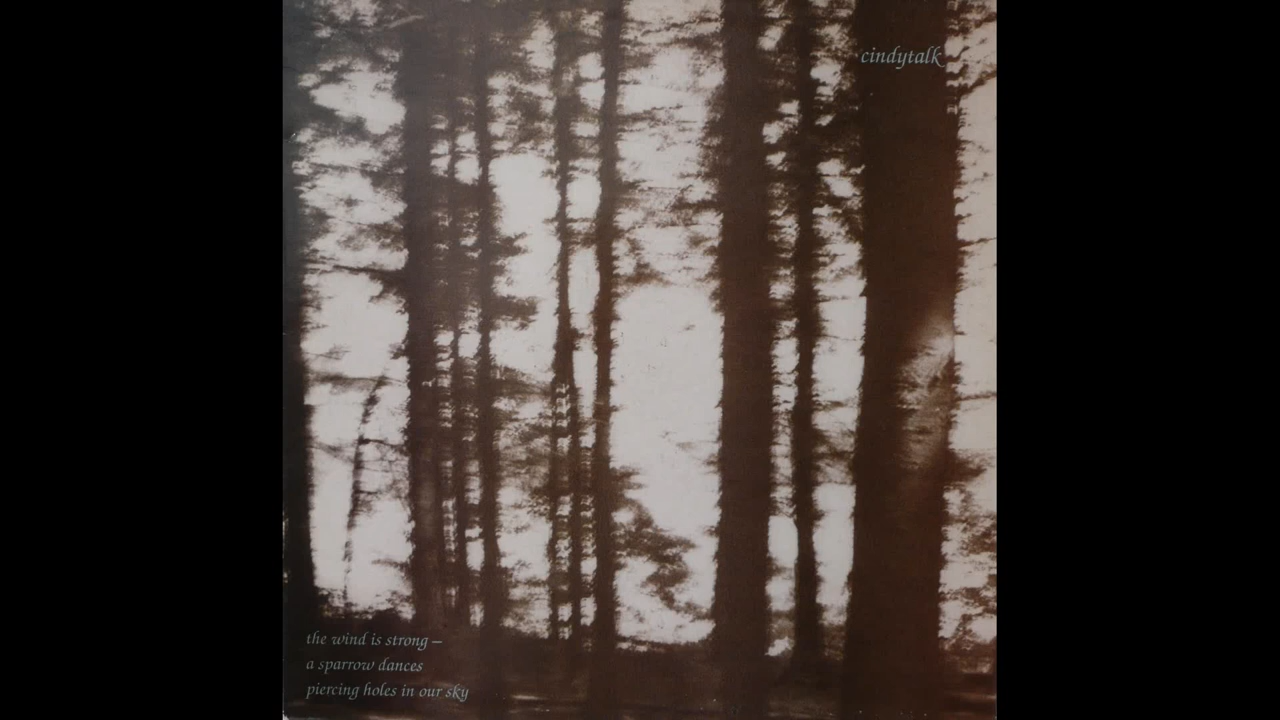 cindytalk
the wind is strong –
a sparrow dances
piercing holes in our sky